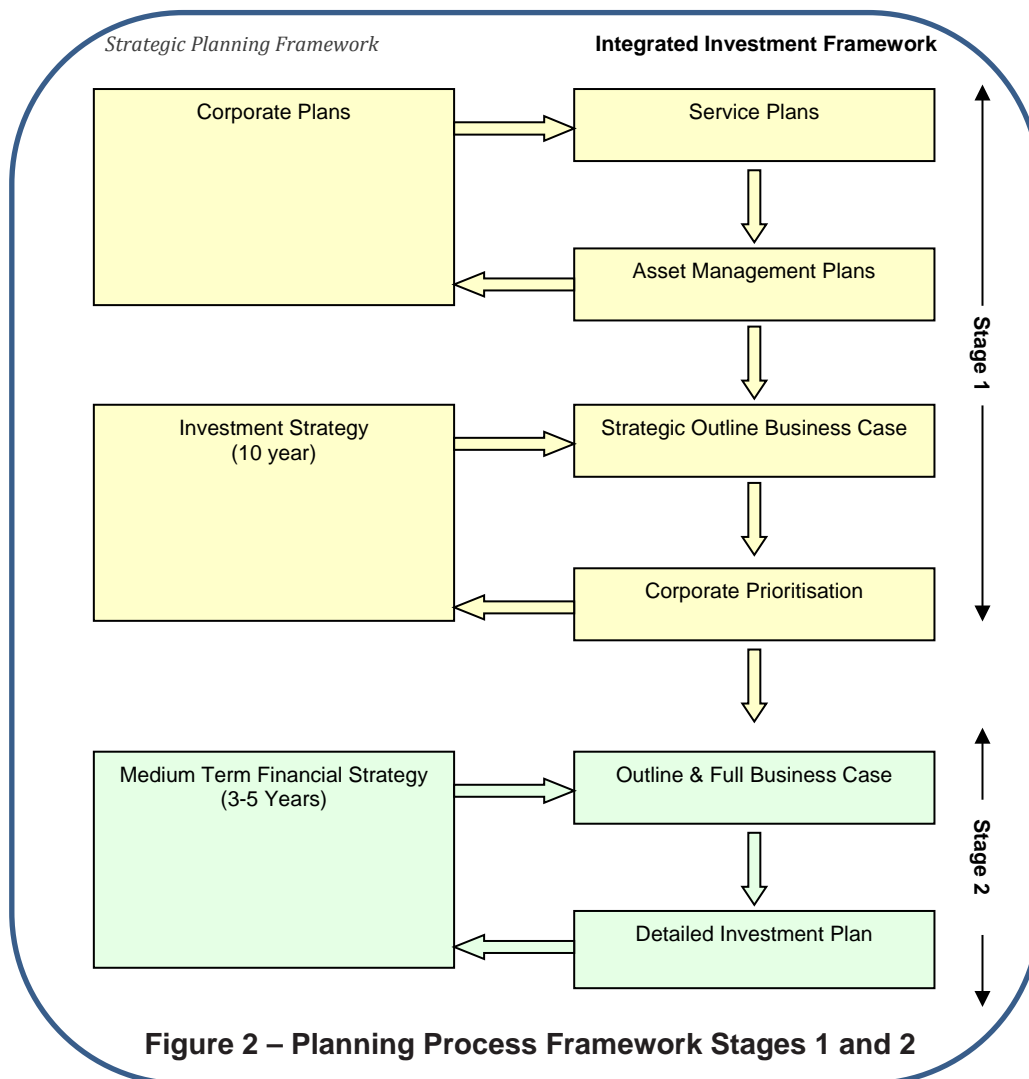 Strategic Planning Framework
Integrated Investment Framework
Corporate Plans
Service Plans
Asset Management Plans
Stage 1
Investment Strategy
(10 year)
Strategic Outline Business Case
Corporate Prioritisation
Medium Term Financial Strategy
(3-5 Years)
Outline & Full Business Case
Stage 2
Detailed Investment Plan
Figure 2 – Planning Process Framework Stages 1 and 2